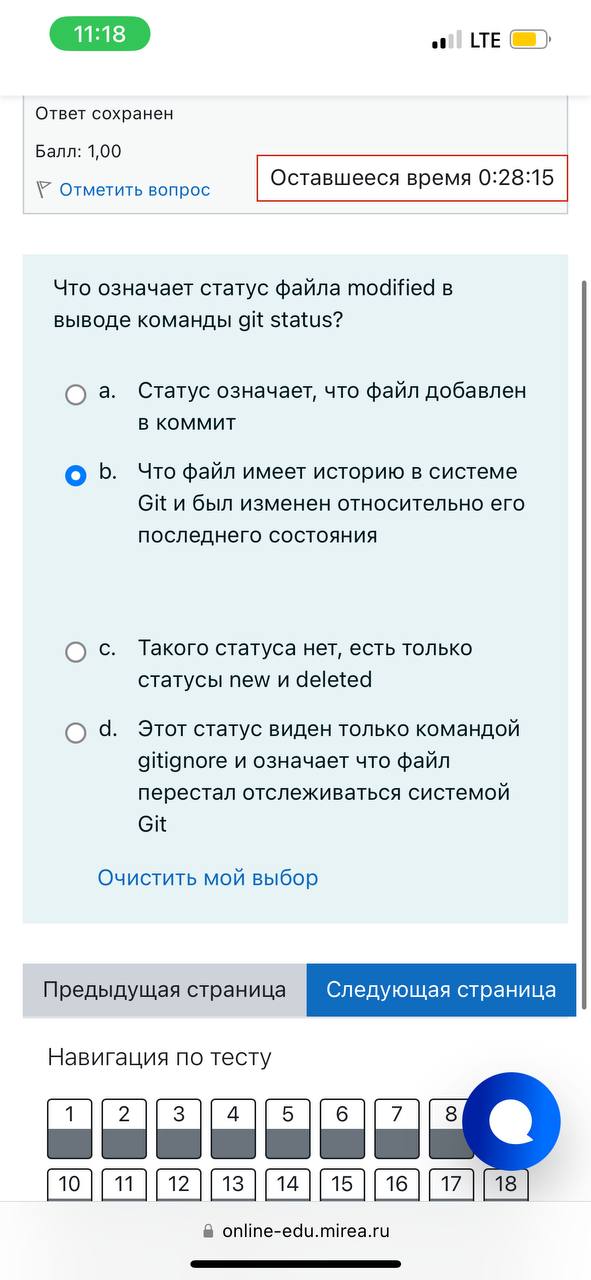 11:18
LTE
Ответ сохранен
Балл: 1,00
Отметить вопрос
Оставшееся время 0:28:15
Что означает статус файла modified в
выводе команды git status?
a. Статус означает, что файл добавлен
в коммит
b. Что файл имеет историю в системе
Git и был изменен относительно его
последнего состояния
c. Такого статуса нет, есть только
статусы new и deleted
d. Этот статус виден только командой
gitignore и означает что файл
перестал отслеживаться системой
Git
Очистить мой выбор
Предыдущая страница
Следующая страница
Навигация по тесту
1 2 3 4 5 6 7 8
10 11 12 13 14 15 16 17 18
online-edu.mirea.ru